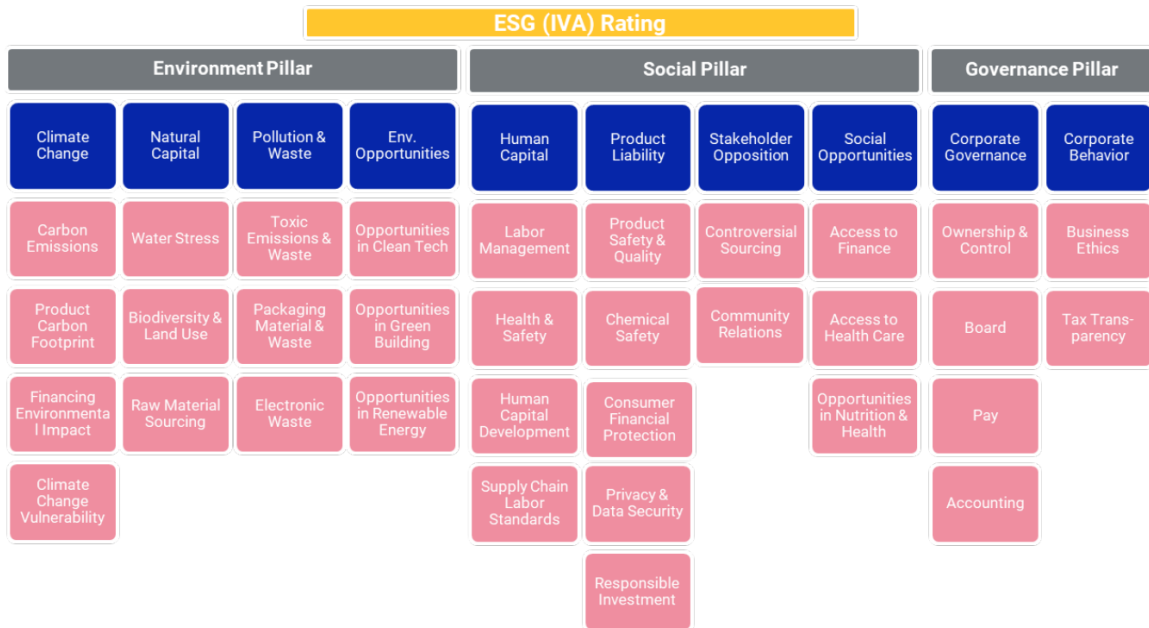 ESG (IVA) Rating
Environment Pillar
Social Pillar
Governance Pillar
Climate
Change
Natural
Capital
Pollution &
Waste
Env.
Opportunities
Human
Capital
Product
Liability
Stakeholder
Opposition
Social
Opportunities
Corporate
Governance
Corporate
Behavior
Carbon
Emissions
Water Stress
Toxic
Emissions &
Waste
Opportunities
in Clean Tech
Labor
Management
Product
Safety &
Quality
Controversial
Sourcing
Access to
Finance
Ownership &
Control
Business
Ethics
Product
Carbon
Footprint
Biodiversity &
Land Use
Packaging
Material &
Waste
Opportunities
in Green
Building
Health &
Safety
Chemical
Safety
Community
Relations
Access to
Health Care
Board
Tax Trans-
parency
Financing
Environmenta
l Impact
Raw Material
Sourcing
Electronic
Waste
Opportunities
in Renewable
Energy
Human
Capital
Development
Consumer
Financial
Protection
Opportunities
in Nutrition &
Health
Pay
Climate
Change
Vulnerability
Supply Chain
Labor
Standards
Privacy &
Data Security
Accounting
Responsible
Investment